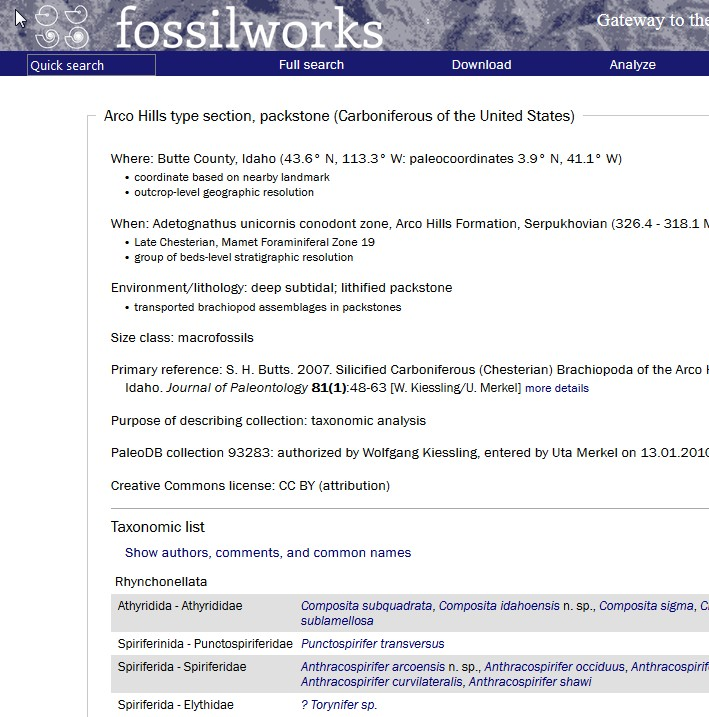 fossilworks
Gateway to the
Quick search
Full search
Download
Analyze
Arco Hills type section, packstone (Carboniferous of the United States)
Where: Butte County, Idaho (43.6° N, 113.3° W: paleocoordinates 3.9° N, 41.1° W)
• coordinate based on nearby landmark
• outcrop-level geographic resolution
When: Adetognathus unicornis conodont zone, Arco Hills Formation, Serpukhovian (326.4 - 318.1 M
• Late Chesterian, Mamet Foraminiferal Zone 19
• group of beds-level stratigraphic resolution
Environment/lithology: deep subtidal; lithified packstone
• transported brachiopod assemblages in packstones
Size class: macrofossils
Primary reference: S. H. Butts. 2007. Silicified Carboniferous (Chesterian) Brachiopoda of the Arco H
Idaho. Journal of Paleontology 81(1):48-63 [W. Kiessling/U. Merkel] more details
Purpose of describing collection: taxonomic analysis
PaleoDB collection 93283: authorized by Wolfgang Kiessling, entered by Uta Merkel on 13.01.2010
Creative Commons license: CC BY (attribution)
Taxonomic list
Show authors, comments, and common names
Rhynchonellata
Athyridida - Athyrididae
Composita subquadrata, Composita idahoensis n. sp., Composita sigma, C
sublamellosa
Spiriferinida - Punctospiriferidae
Punctospirifer transversus
Spiriferida - Spiriferidae
Anthracospirifer arcoensis n. sp., Anthracospirifer occiduus, Anthracospirif
Anthracospirifer curvilateralis, Anthracospirifer shawi
Spiriferida - Elythidae
? Torynifer sp.